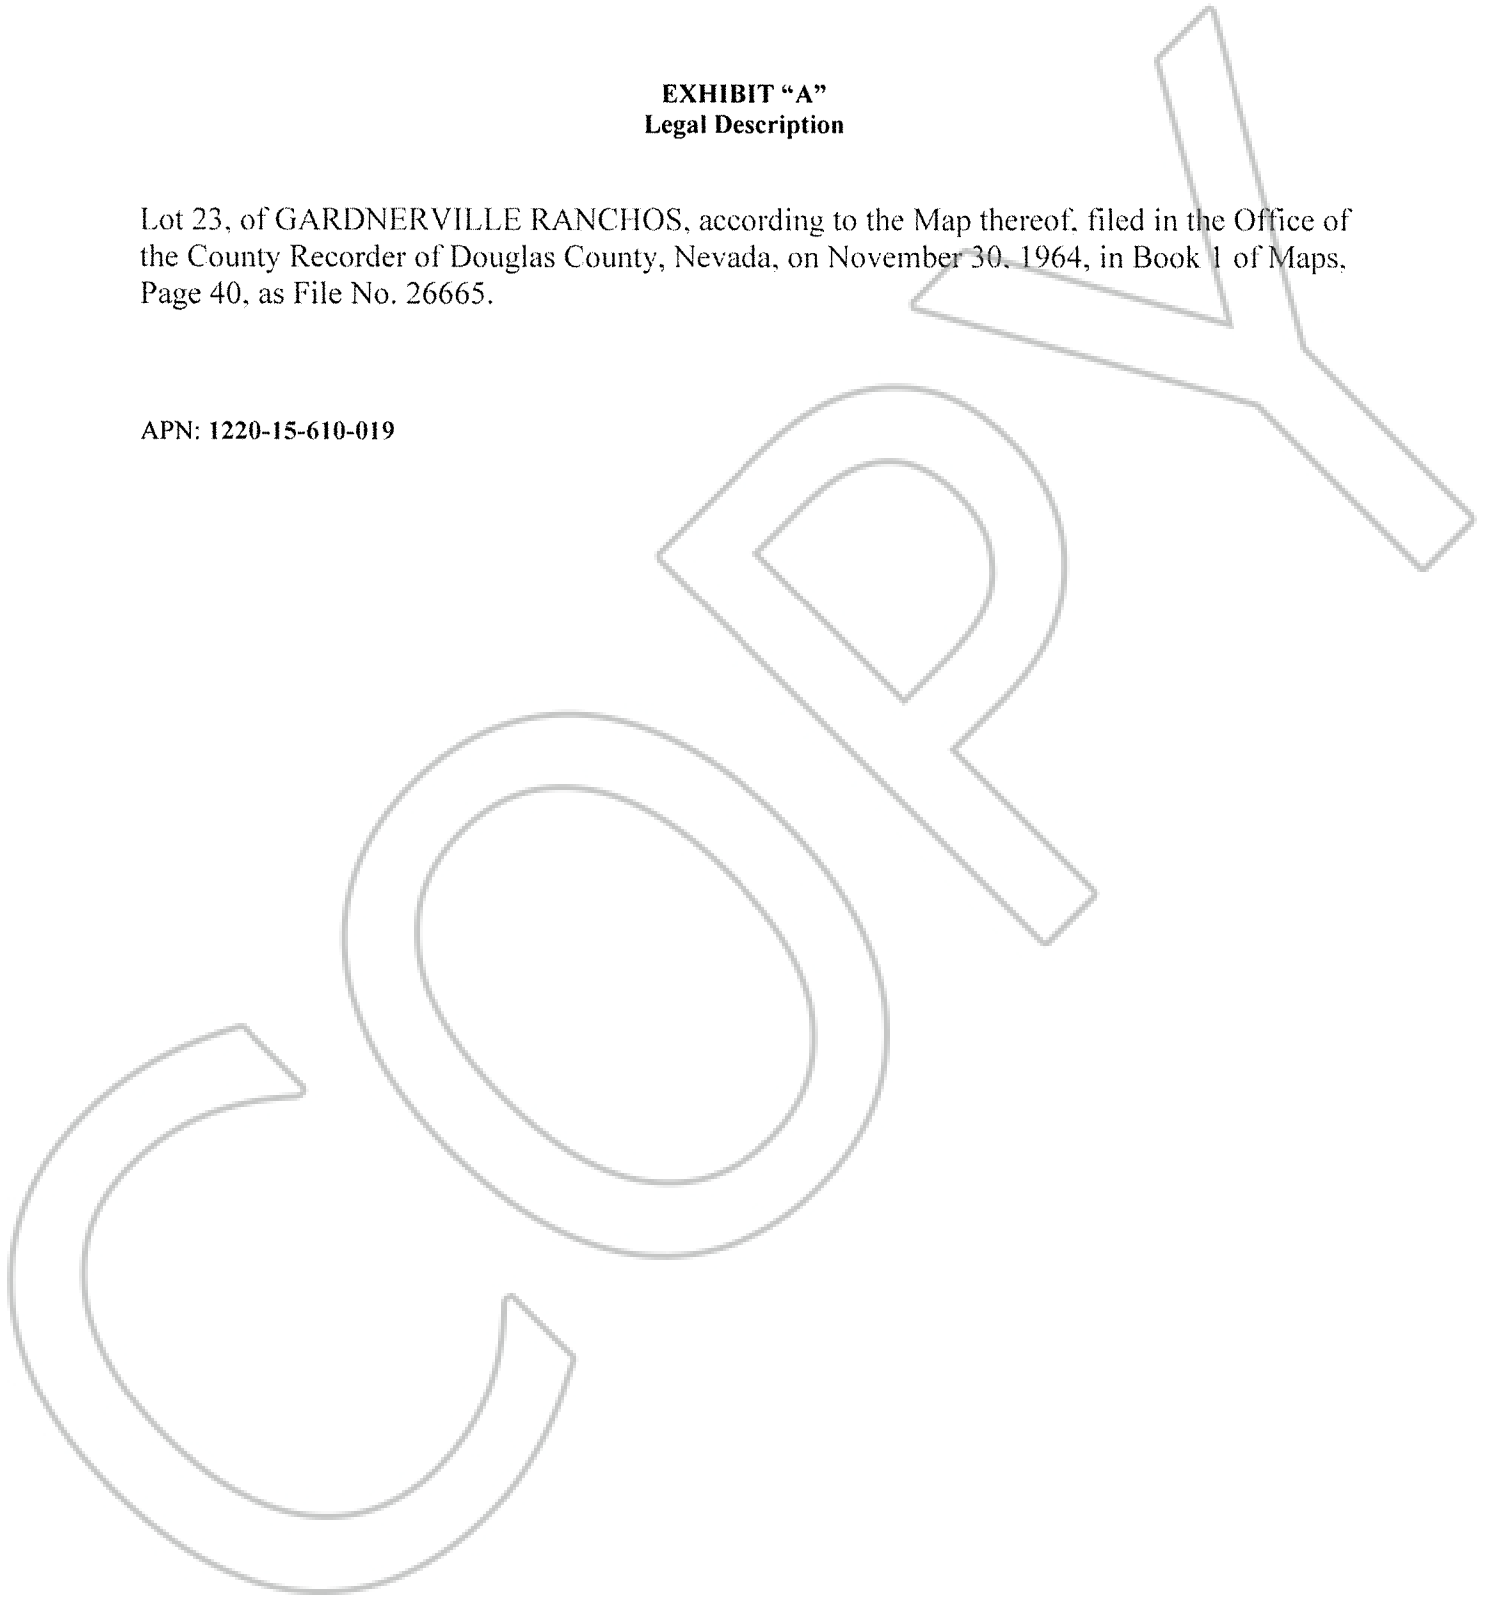 EXHIBIT “A”
Legal Description
Lot 23, of GARDNERVILLE RANCHOS, according to the Map thereof, filed in the Office of
the County Recorder of Douglas County, Nevada, on November 30, 1964, in Book 1 of Maps,
Page 40, as File No. 26665.
APN: 1220-15-610-019
COPY